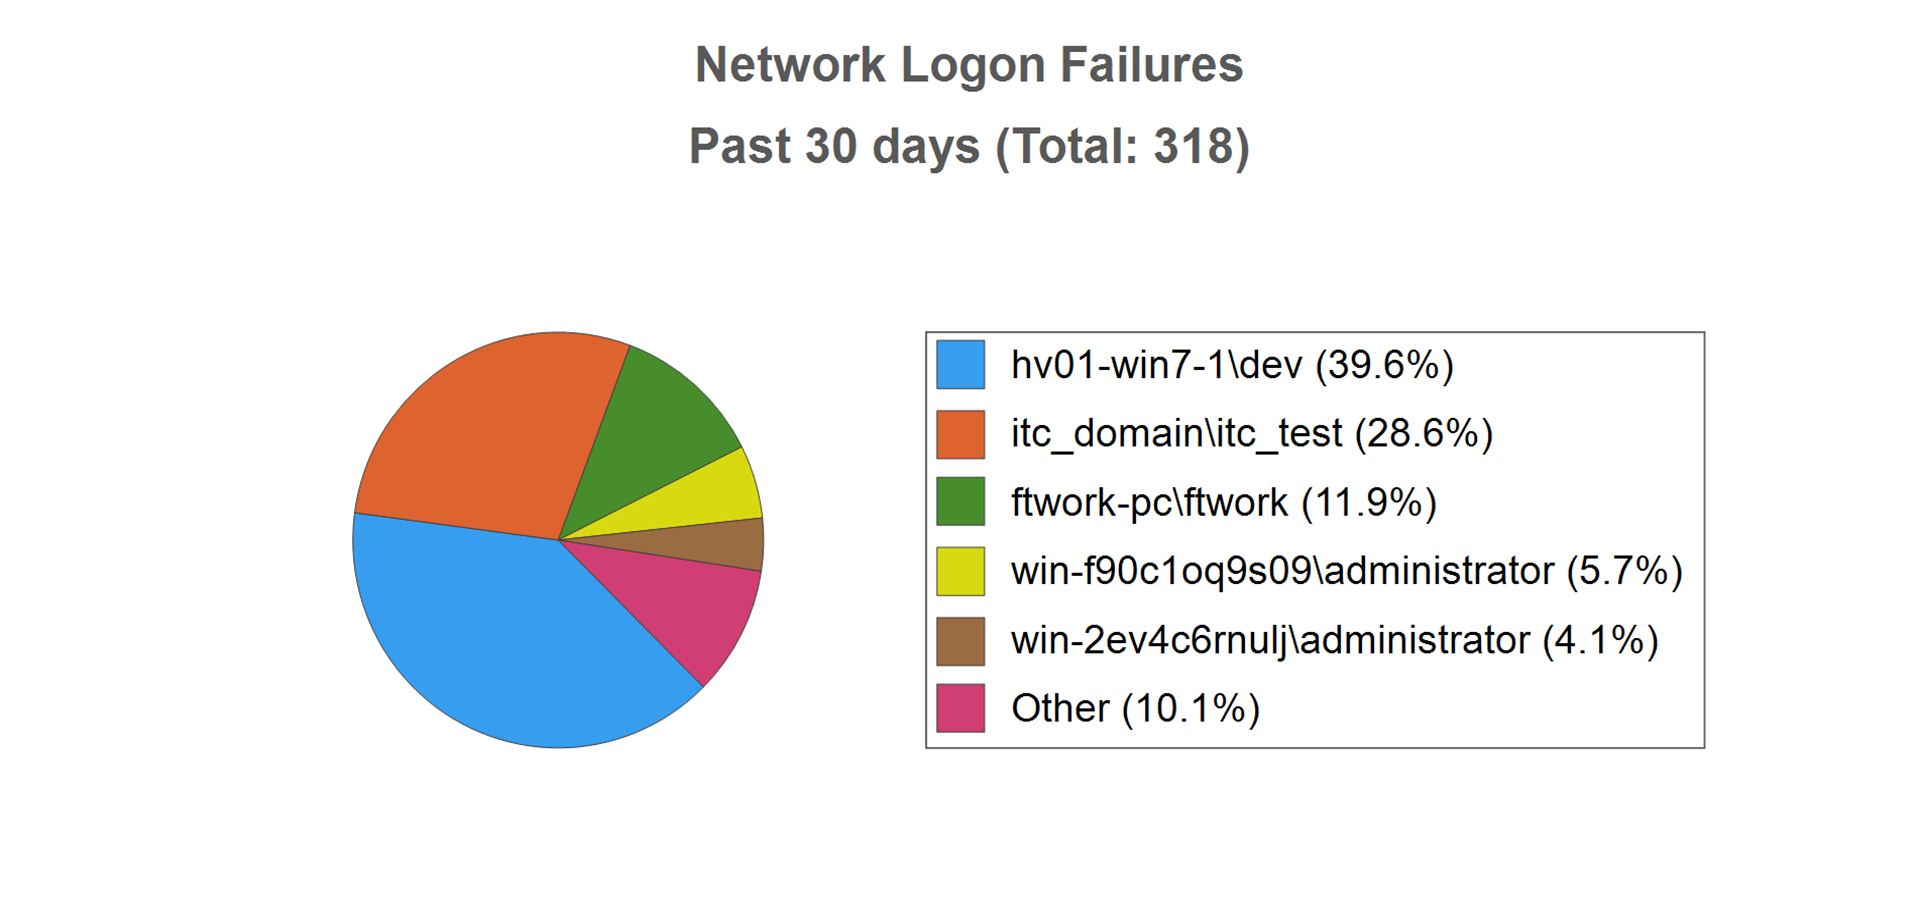 Network Logon Failures
Past 30 days (Total: 318)
hv01-win7-1\dev (39.6%)
itc_domain\itc_test (28.6%)
ftwork-pc\ftwork (11.9%)
win-f90c1oq9s09\administrator (5.7%)
win-2ev4c6rnulj\administrator (4.1%)
Other (10.1%)